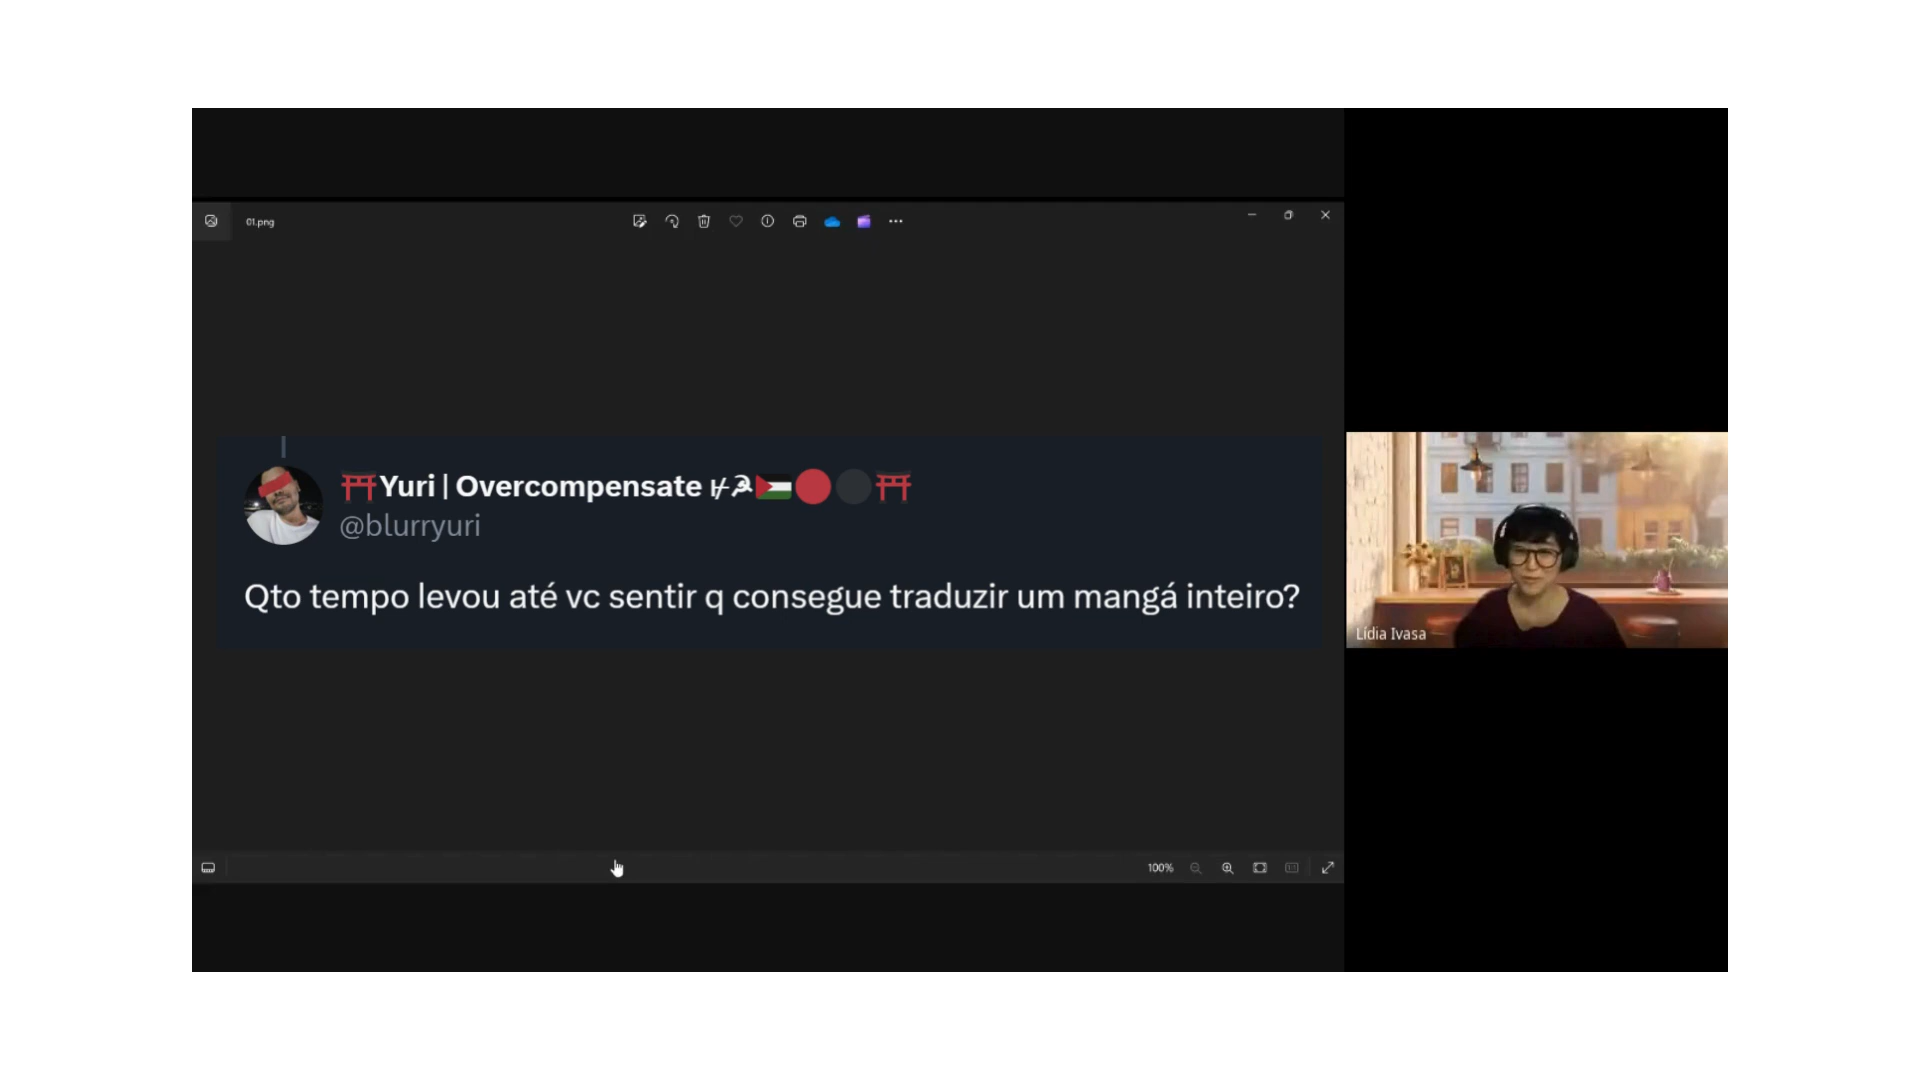 01.png
Yuri | Overcompensate
@blurryuri
Qto tempo levou até vc sentir q consegue traduzir um mangá inteiro?
Lídia Ivasa
100%